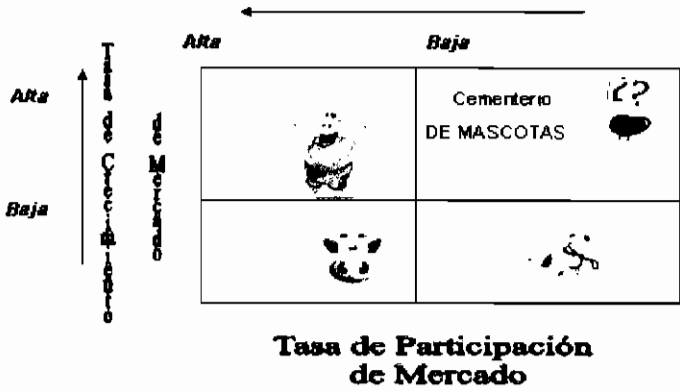 Alta
Baja
Alta
Baja
Tasa de Crecimiento
de Mercado
Cementerio
¿?
DE MASCOTAS
Tasa de Participación
de Mercado